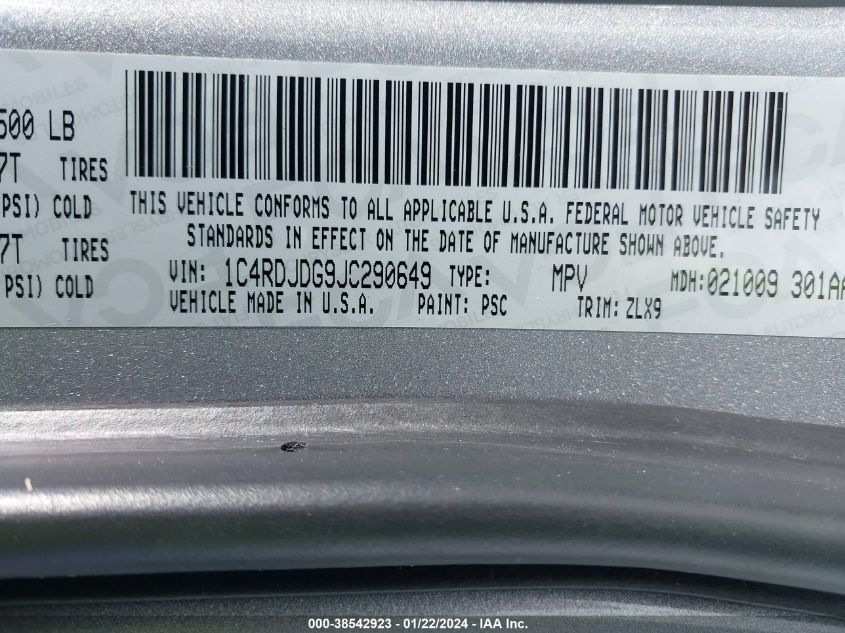 500 LB
7T TIRES
PSI) COLD
7T TIRES
PSI) COLD
THIS VEHICLE CONFORMS TO ALL APPLICABLE U.S.A. FEDERAL MOTOR VEHICLE SAFETY
STANDARDS IN EFFECT ON THE DATE OF MANUFACTURE SHOWN ABOVE.
VIN: 1C4RDJDG9JC290649 TYPE: MPV MDH:021009 301AA
VEHICLE MADE IN U.S.A. PAINT: PSC TRIM: ZLX9
000-38542923 - 01/22/2024 - IAA Inc.